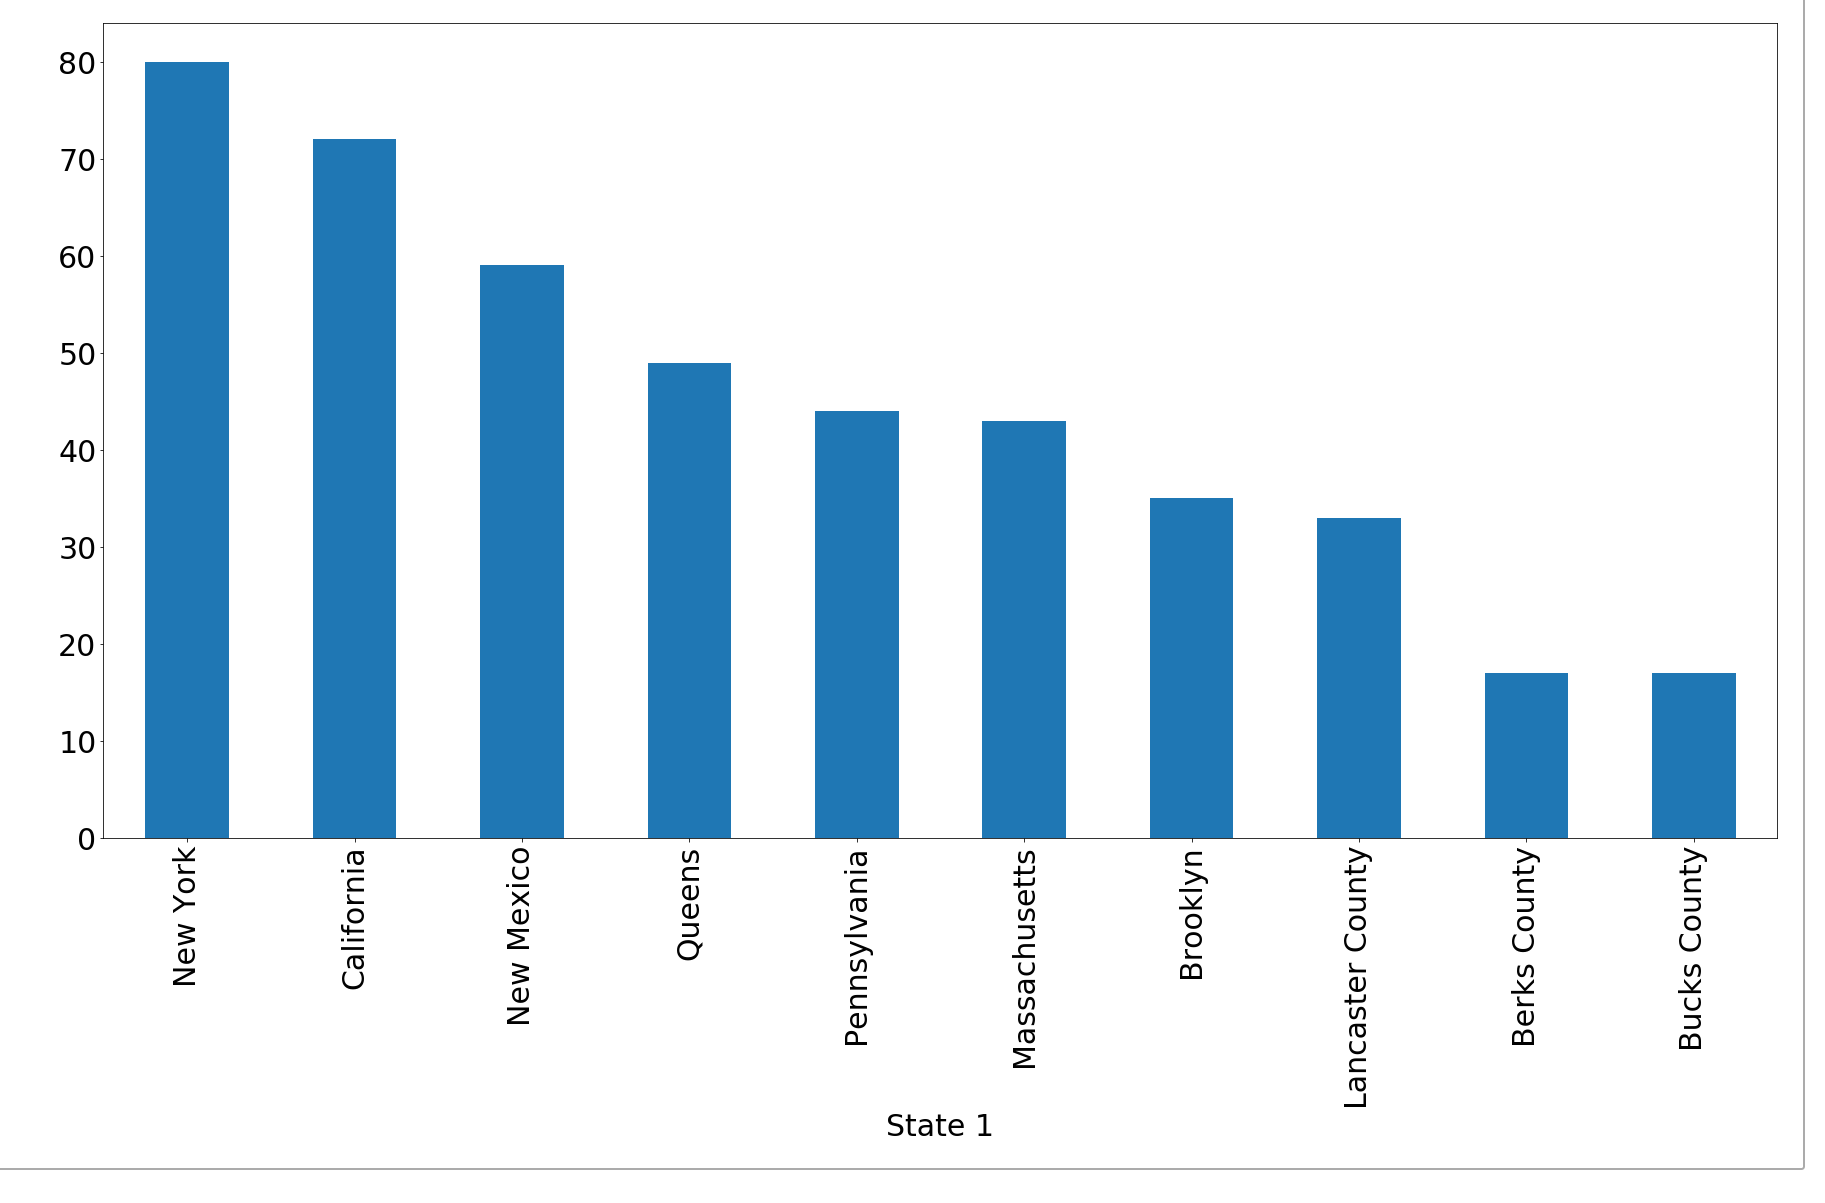 80
70
60
50
40
30
20
10
0
New York
California
New Mexico
Queens
Pennsylvania
Massachusetts
Brooklyn
Lancaster County
Berks County
Bucks County
State 1